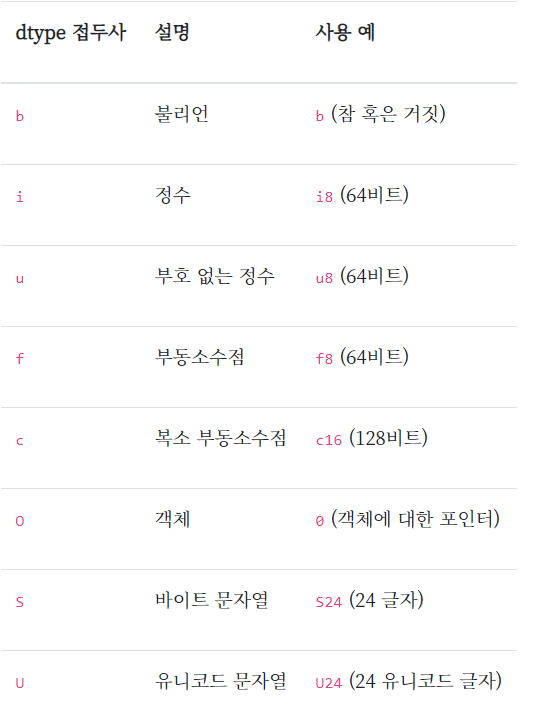 dtype 접두사 설명 사용 예
b 불리언 b (참 혹은 거짓)
i 정수 i8 (64비트)
u 부호 없는 정수 u8 (64비트)
f 부동소수점 f8 (64비트)
c 복소 부동소수점 c16 (128비트)
O 객체 0 (객체에 대한 포인터)
S 바이트 문자열 S24 (24 글자)
U 유니코드 문자열 U24 (24 유니코드 글자)